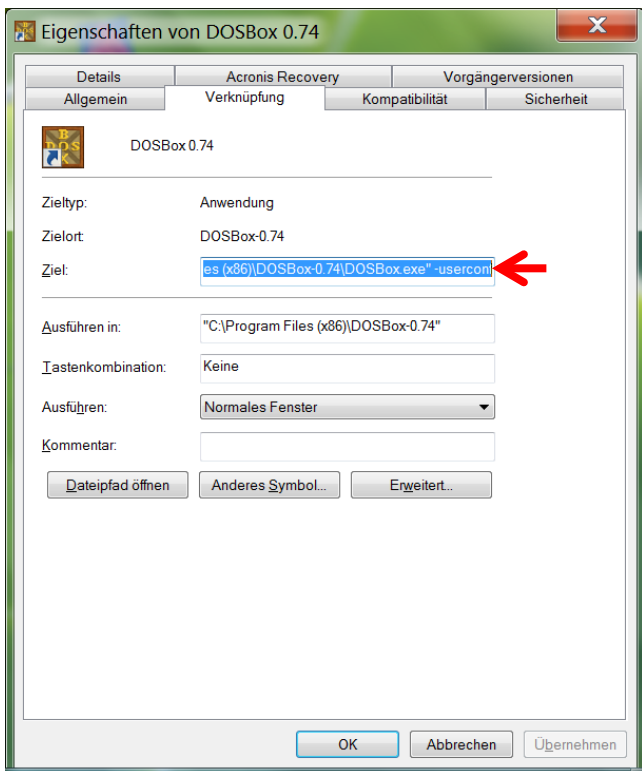 Eigenschaften von DOSBox 0.74
Details Acronis Recovery Vorgängerversionen
Allgemein Verknüpfung Kompatibilität Sicherheit
DOSBox 0.74
Zieltyp: Anwendung
Zielort: DOSBox-0.74
Ziel: es (x86)\DOSBox-0.74\DOSBox.exe" -userconf
Ausführen in: "C:\Program Files (x86)\DOSBox-0.74"
Tastenkombination: Keine
Ausführen: Normales Fenster
Kommentar:
Dateipfad öffnen Anderes Symbol... Erweitert...
OK Abbrechen Übernehmen